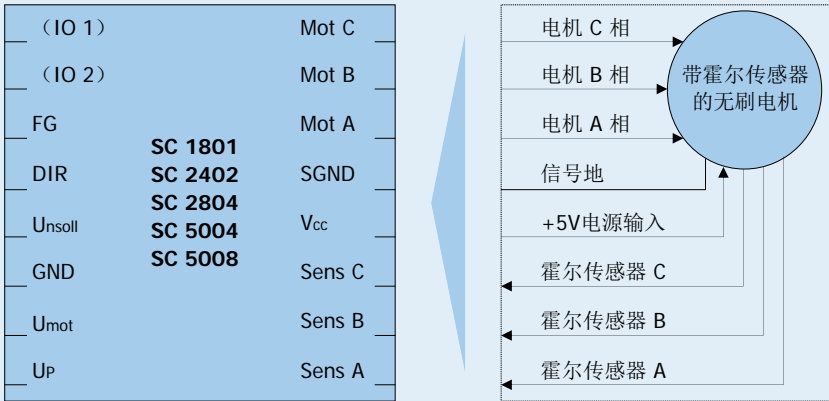 （IO 1）
Mot C
（IO 2）
Mot B
FG
Mot A
DIR
SGND
Unsoll
Vcc
GND
Sens C
Umot
Sens B
UP
Sens A
SC 1801
SC 2402
SC 2804
SC 5004
SC 5008
电机 C 相
电机 B 相
电机 A 相
信号地
+5V电源输入
霍尔传感器 C
霍尔传感器 B
霍尔传感器 A
带霍尔传感器
的无刷电机